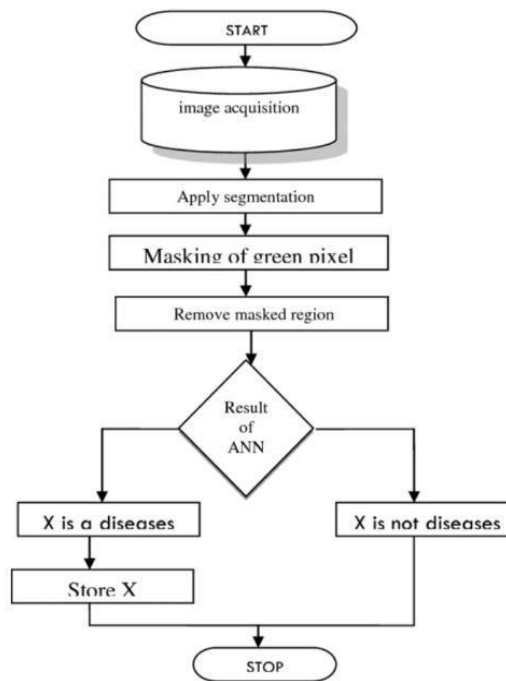 START
image acquisition
Apply segmentation
Masking of green pixel
Remove masked region
Result
of
ANN
X is a diseases
X is not diseases
Store X
STOP